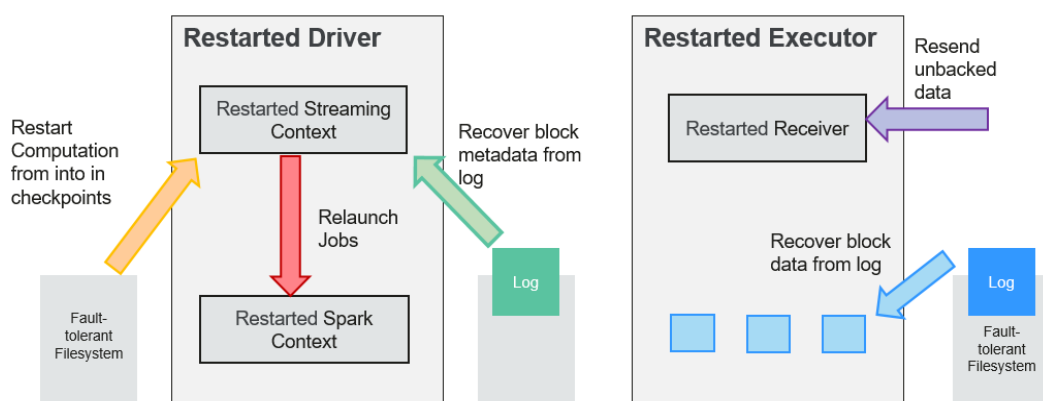 Restarted Driver
Restarted Streaming
Context
Restart
Computation
from into in
checkpoints
Recover block
metadata from
log
Relaunch
Jobs
Log
Fault-
tolerant
Filesystem
Restarted Spark
Context
Restarted Executor
Resend
unbacked
data
Restarted Receiver
Recover block
data from log
Log
Fault-
tolerant
Filesystem